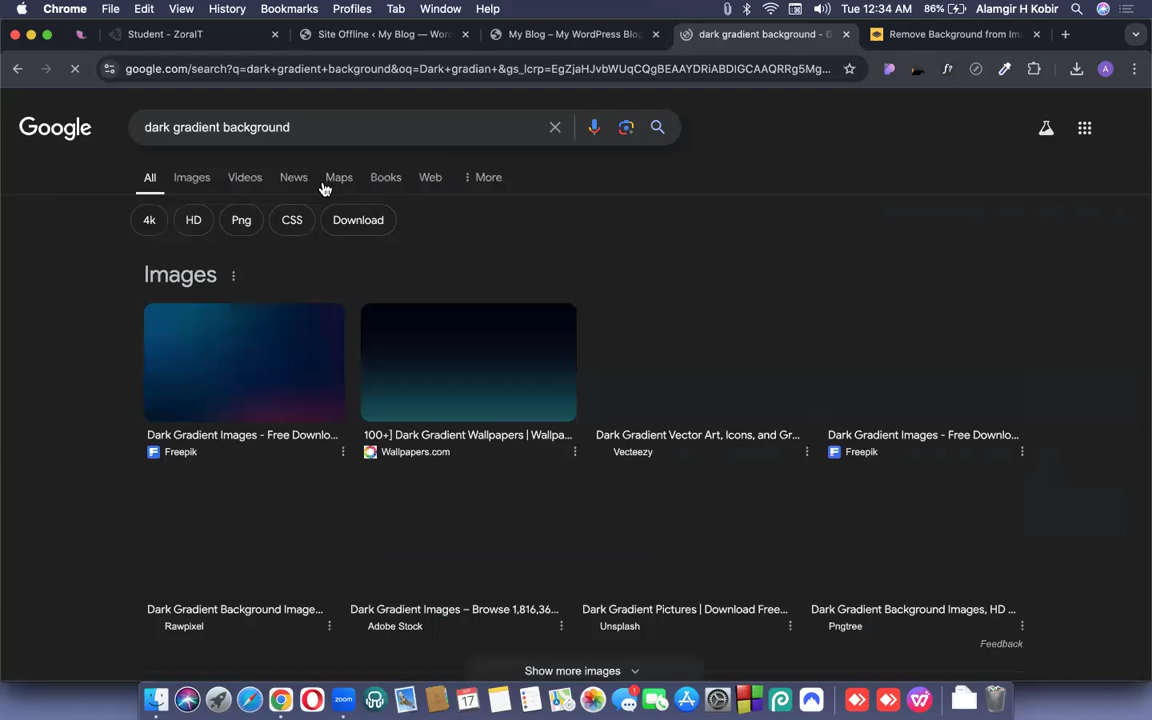 Chrome File Edit View History Bookmarks Profiles Tab Window Help 86% Tue 12:34 AM Alamgir H Kobir
Student - ZoraIT
Site Offline ‹ My Blog — Wor
My Blog – My WordPress Blo
dark gradient background - G
Remove Background from Im
google.com/search?q=dark+gradient+background&oq=Dark+gradian+&gs_lcrp=EgZjaHJvbWUqCQgBEAAYDRiABDIGCAAQRRg5Mg...
Google
dark gradient background
All Images Videos News Maps Books Web More
4k HD Png CSS Download
Images
Dark Gradient Images - Free Downlo...
100+] Dark Gradient Wallpapers | Wallpa...
Dark Gradient Vector Art, Icons, and Gr...
Dark Gradient Images - Free Downlo...
Freepik
Wallpapers.com
Vecteezy
Freepik
Dark Gradient Background Image...
Dark Gradient Images – Browse 1,816,36...
Dark Gradient Pictures | Download Free...
Dark Gradient Background Images, HD ...
Rawpixel
Adobe Stock
Unsplash
Pngtree
Feedback
Show more images
zoom
17